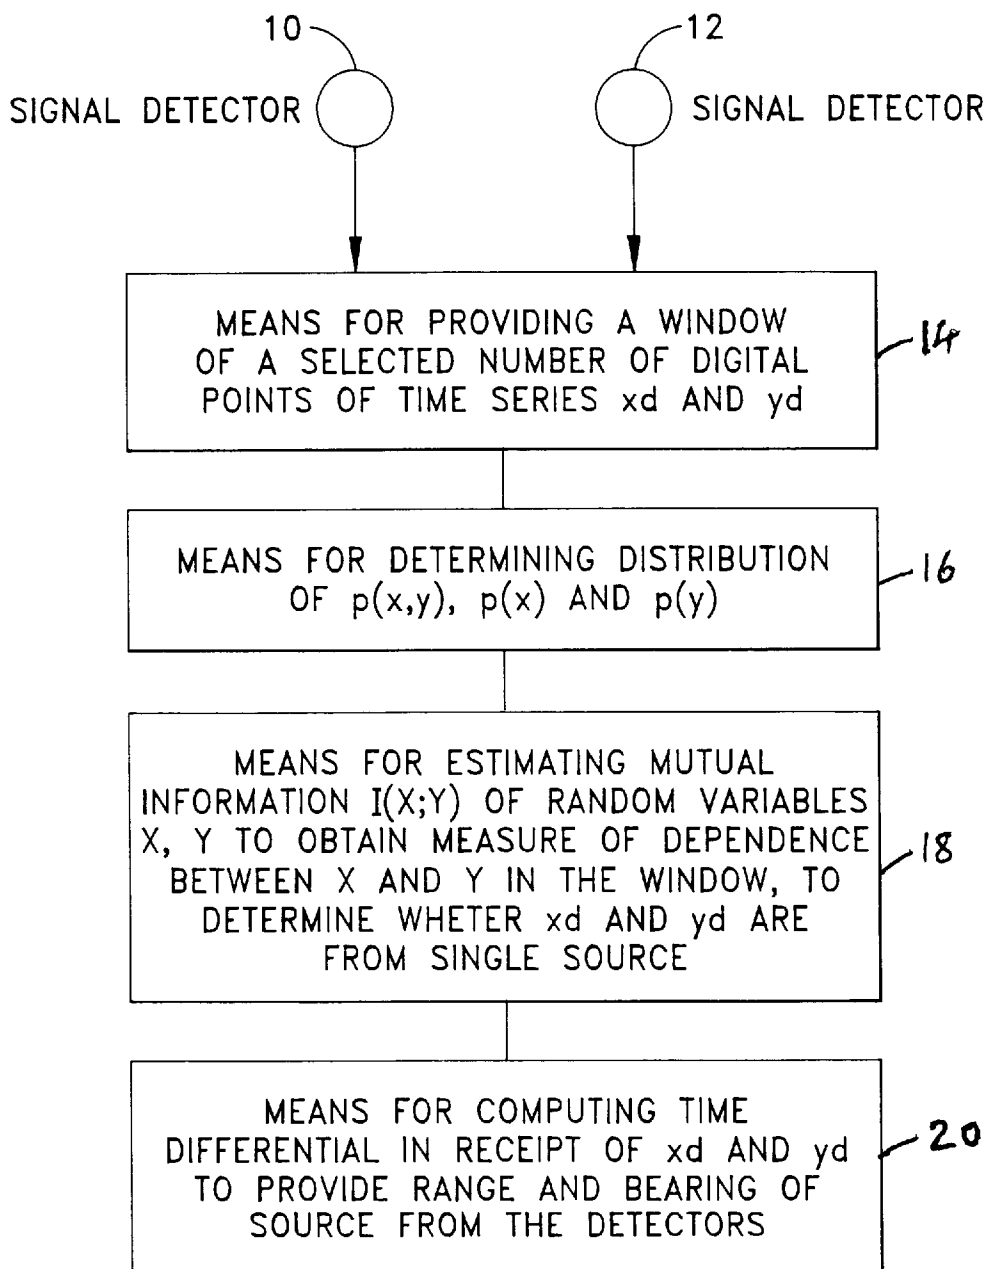 10
12
SIGNAL DETECTOR
SIGNAL DETECTOR
MEANS FOR PROVIDING A WINDOW
OF A SELECTED NUMBER OF DIGITAL
POINTS OF TIME SERIES xd AND yd
14
MEANS FOR DETERMINING DISTRIBUTION
OF p(x,y), p(x) AND p(y)
16
MEANS FOR ESTIMATING MUTUAL
INFORMATION I(X;Y) OF RANDOM VARIABLES
X, Y TO OBTAIN MEASURE OF DEPENDENCE
BETWEEN X AND Y IN THE WINDOW, TO
DETERMINE WHETER xd AND yd ARE
FROM SINGLE SOURCE
18
MEANS FOR COMPUTING TIME
DIFFERENTIAL IN RECEIPT OF xd AND yd
TO PROVIDE RANGE AND BEARING OF
SOURCE FROM THE DETECTORS
20